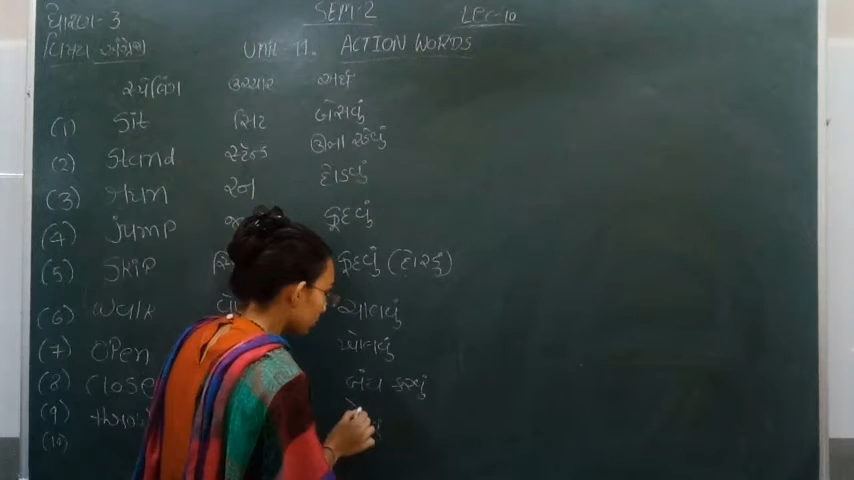 ધોરણ - 3 SEM-2 LEC-10
વિષય અંગ્રેજી
Unit-11. ACTION WORDS
સ્પેલિંગ ઉચ્ચાર અર્થ
(1) Sit સિટ બેસવું
(2) Stand સ્ટેન્ડ ઊભા રહેવું
(3) run રન દોડવું
(4) jump કૂદવું
(5) Skip કૂદવું (દોરડું)
(6) walk ચાલવું
(7) Open ખોલવું
(8) Close બંધ કરવું
(9)
(10)